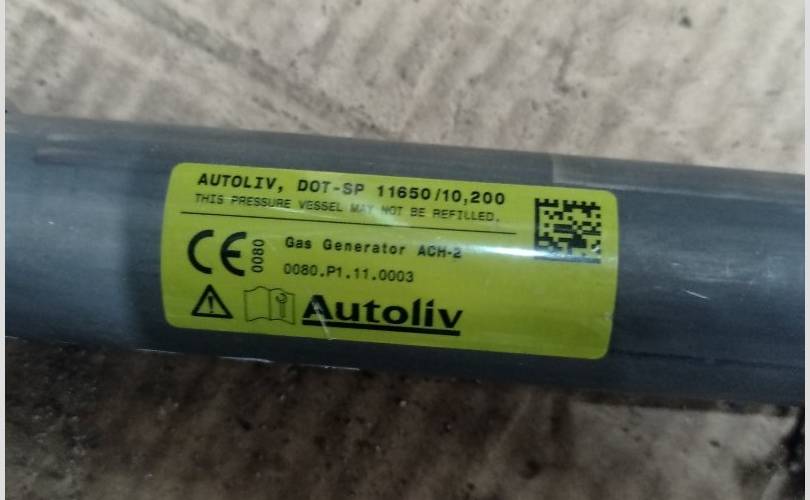 AUTOLIV, DOT-SP 11650/10,200
THIS PRESSURE VESSEL MAY NOT BE REFILLED.
CE 0080
Gas Generator ACH-2
0080.P1.11.0003
Autoliv